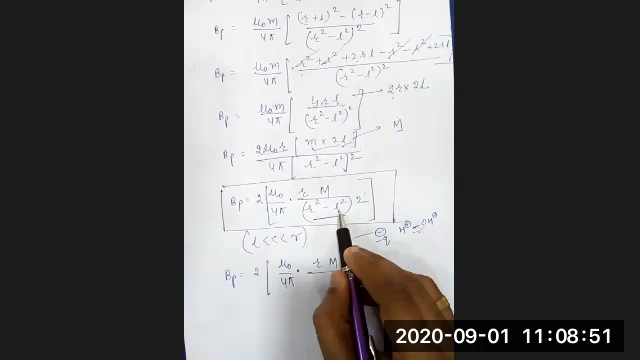 Bp = μ₀m/4π [ (r+l)² − (r−l)² / (r²−l²)² ]
Bp = μ₀m/4π [ r² + l² + 2rl − r² − l² + 2rl / (r²−l²)² ]
Bp = μ₀m/4π [ 4rl / (r²−l²)² ] → 2r × 2l
Bp = 2μ₀r/4π [ m × 2l / r²−l² ]² → M
Bp = 2 [ μ₀/4π · r M / (r²−l²) 2 ]
(l <<< r)
Bp = 2 [ μ₀/4π · r M
2020-09-01 11:08:51